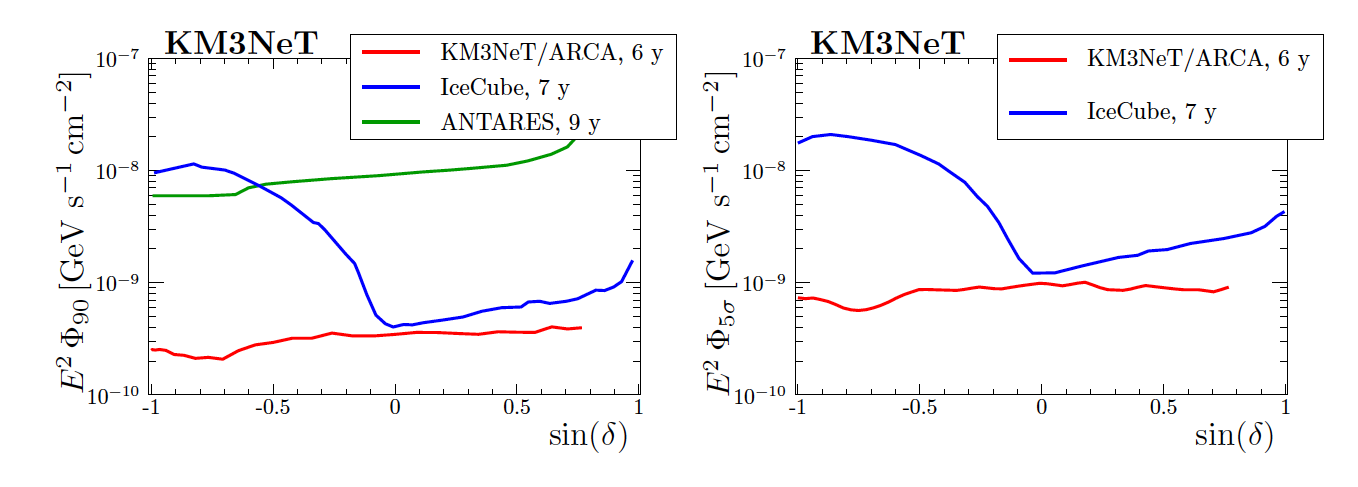 KM3NeT
KM3NeT/ARCA, 6 y
IceCube, 7 y
ANTARES, 9 y
E² Φ₉₀ [GeV s⁻¹ cm⁻²]
10⁻⁷
10⁻⁸
10⁻⁹
10⁻¹⁰
-1 -0.5 0 0.5 1
sin(δ)
KM3NeT
KM3NeT/ARCA, 6 y
IceCube, 7 y
E² Φ₅σ [GeV s⁻¹ cm⁻²]
10⁻⁷
10⁻⁸
10⁻⁹
10⁻¹⁰
-1 -0.5 0 0.5 1
sin(δ)